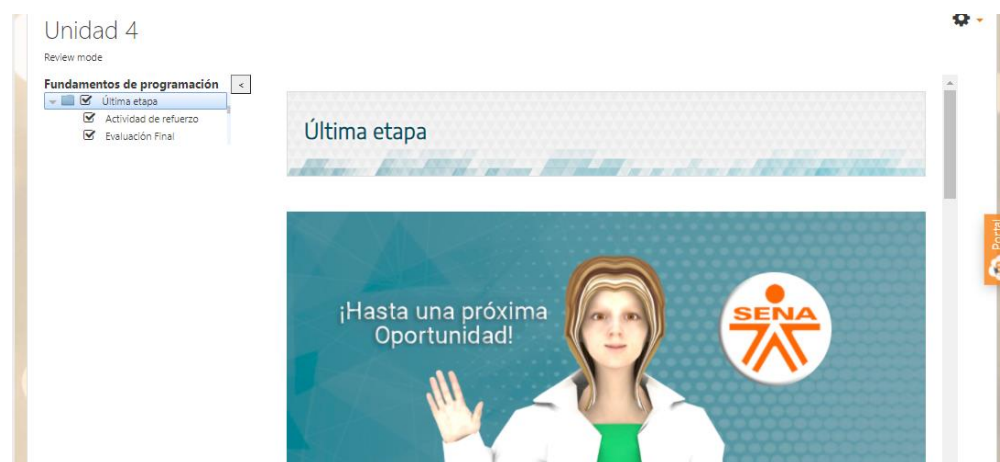 Unidad 4
Review mode
Fundamentos de programación <
Última etapa
Actividad de refuerzo
Evaluación Final
Última etapa
¡Hasta una próxima
Oportunidad!
SENA
Portal